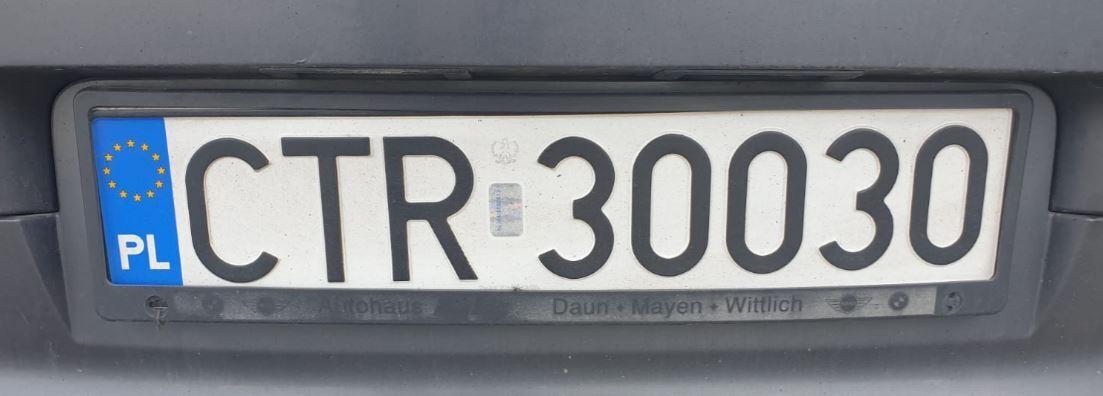 PL CTR 30030
Autohaus Daun • Mayen • Wittlich